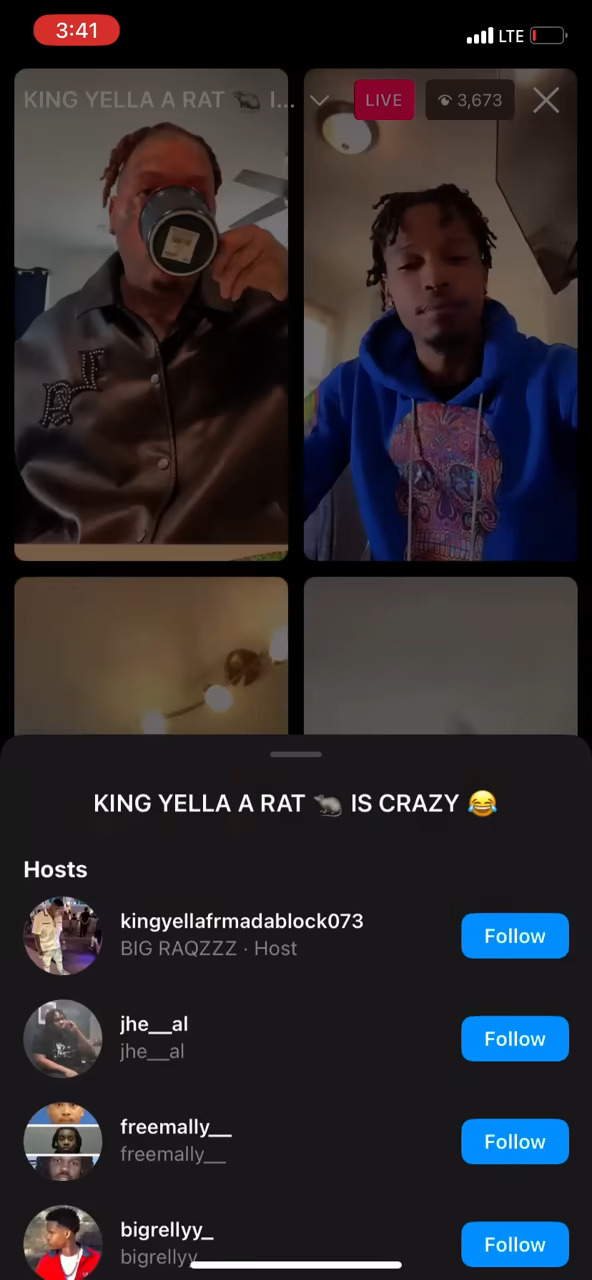 3:41
LTE
KING YELLA A RAT 🐀 I...
LIVE
3,673
KING YELLA A RAT 🐀 IS CRAZY 😂
Hosts
kingyellafrmadablock073
BIG RAQZZZ · Host
Follow
jhe__al
jhe__al
Follow
freemally__
freemally__
Follow
bigrellyy_
bigrellyy_
Follow